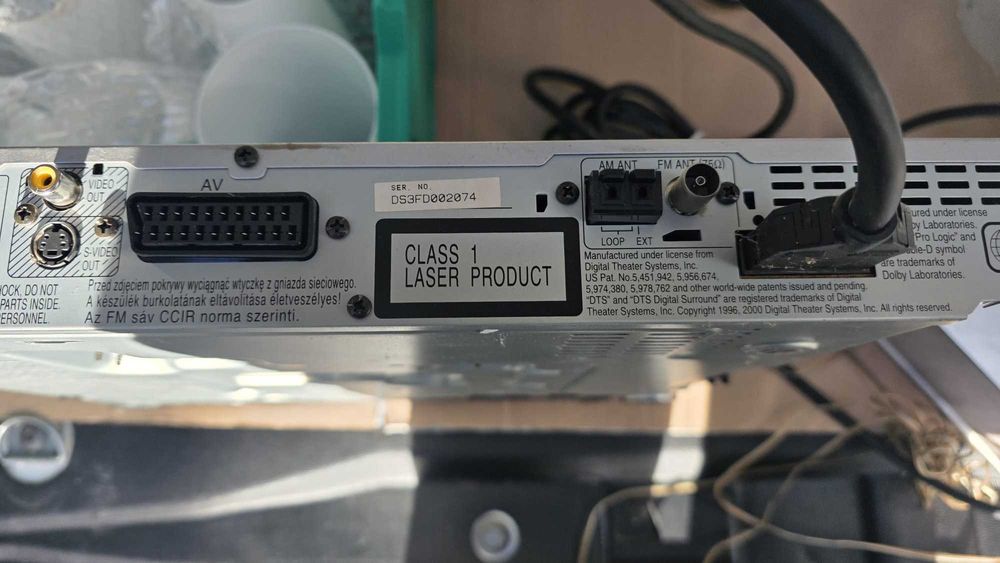 VIDEO
OUT
S-VIDEO
OUT
HOCK, DO NOT
PARTS INSIDE.
PERSONNEL.
AV
Przed zdjęciem pokrywy wyciągnąć wtyczkę z gniazda sieciowego.
A készülék burkolatának eltávolítása életveszélyes!
Az FM sáv CCIR norma szerinti.
SER. NO.
DS3FD002074
CLASS 1
LASER PRODUCT
AM ANT
FM ANT (75Ω)
LOOP
EXT
Manufactured under license from
Digital Theater Systems, Inc.
US Pat. No.5,451,942, 5,956,674,
5,974,380, 5,978,762 and other world-wide patents issued and pending.
"DTS" and "DTS Digital Surround" are registered trademarks of Digital
Theater Systems, Inc. Copyright 1996, 2000 Digital Theater Systems, Inc. All rights reserved.
ured under license
y Laboratories.
"Pro Logic" and
le-D symbol
are trademarks of
Dolby Laboratories.